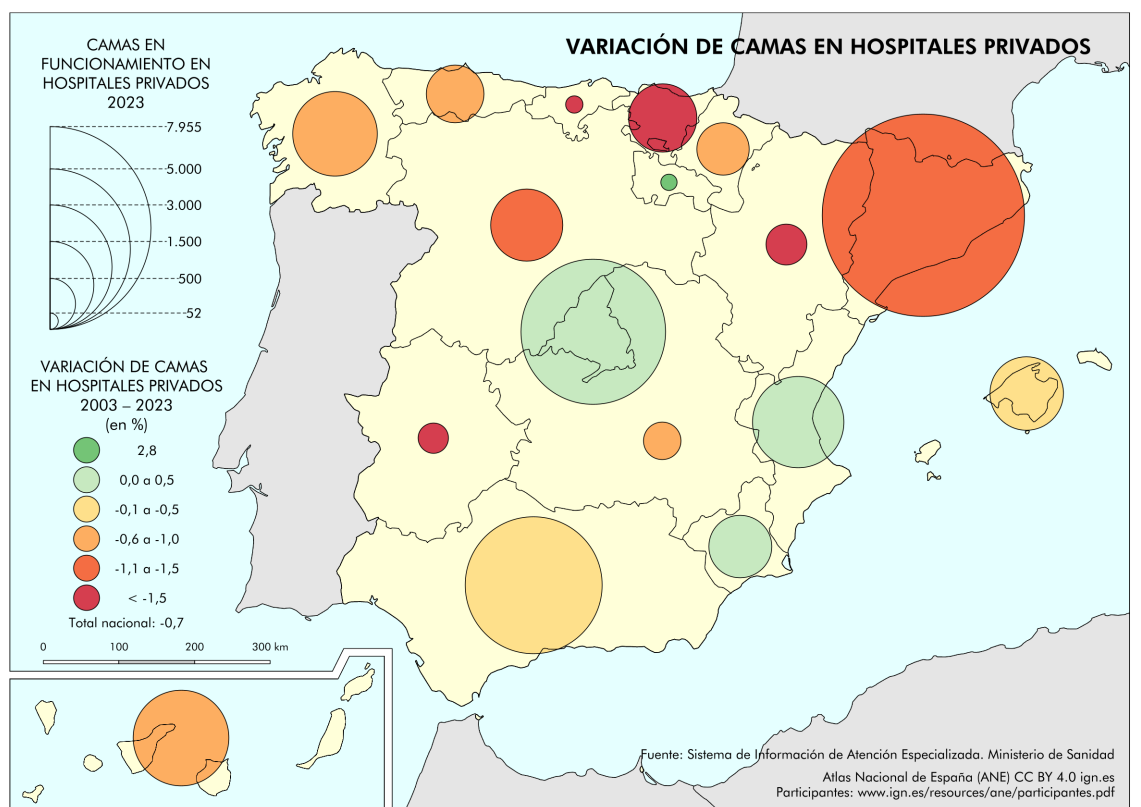 VARIACIÓN DE CAMAS EN HOSPITALES PRIVADOS
CAMAS EN
FUNCIONAMIENTO EN
HOSPITALES PRIVADOS
2023
7.955
5.000
3.000
1.500
500
52
VARIACIÓN DE CAMAS
EN HOSPITALES PRIVADOS
2003 – 2023
(en %)
2,8
0,0 a 0,5
-0,1 a -0,5
-0,6 a -1,0
-1,1 a -1,5
< -1,5
Total nacional: -0,7
0 100 200 300 km
Fuente: Sistema de Información de Atención Especializada. Ministerio de Sanidad
Atlas Nacional de España (ANE) CC BY 4.0 ign.es
Participantes: www.ign.es/resources/ane/participantes.pdf